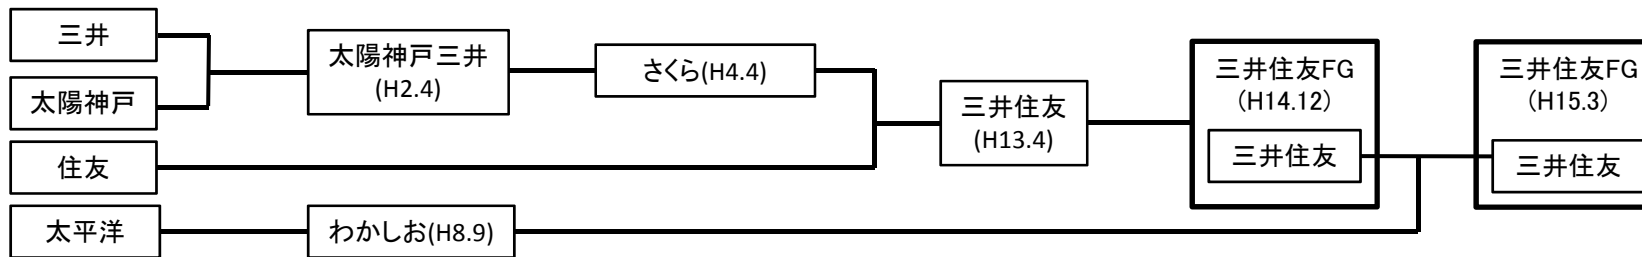 三井
太陽神戸
住友
太平洋
太陽神戸三井
(H2.4)
わかしお(H8.9)
さくら(H4.4)
三井住友
(H13.4)
三井住友FG
(H14.12)
三井住友
三井住友FG
(H15.3)
三井住友